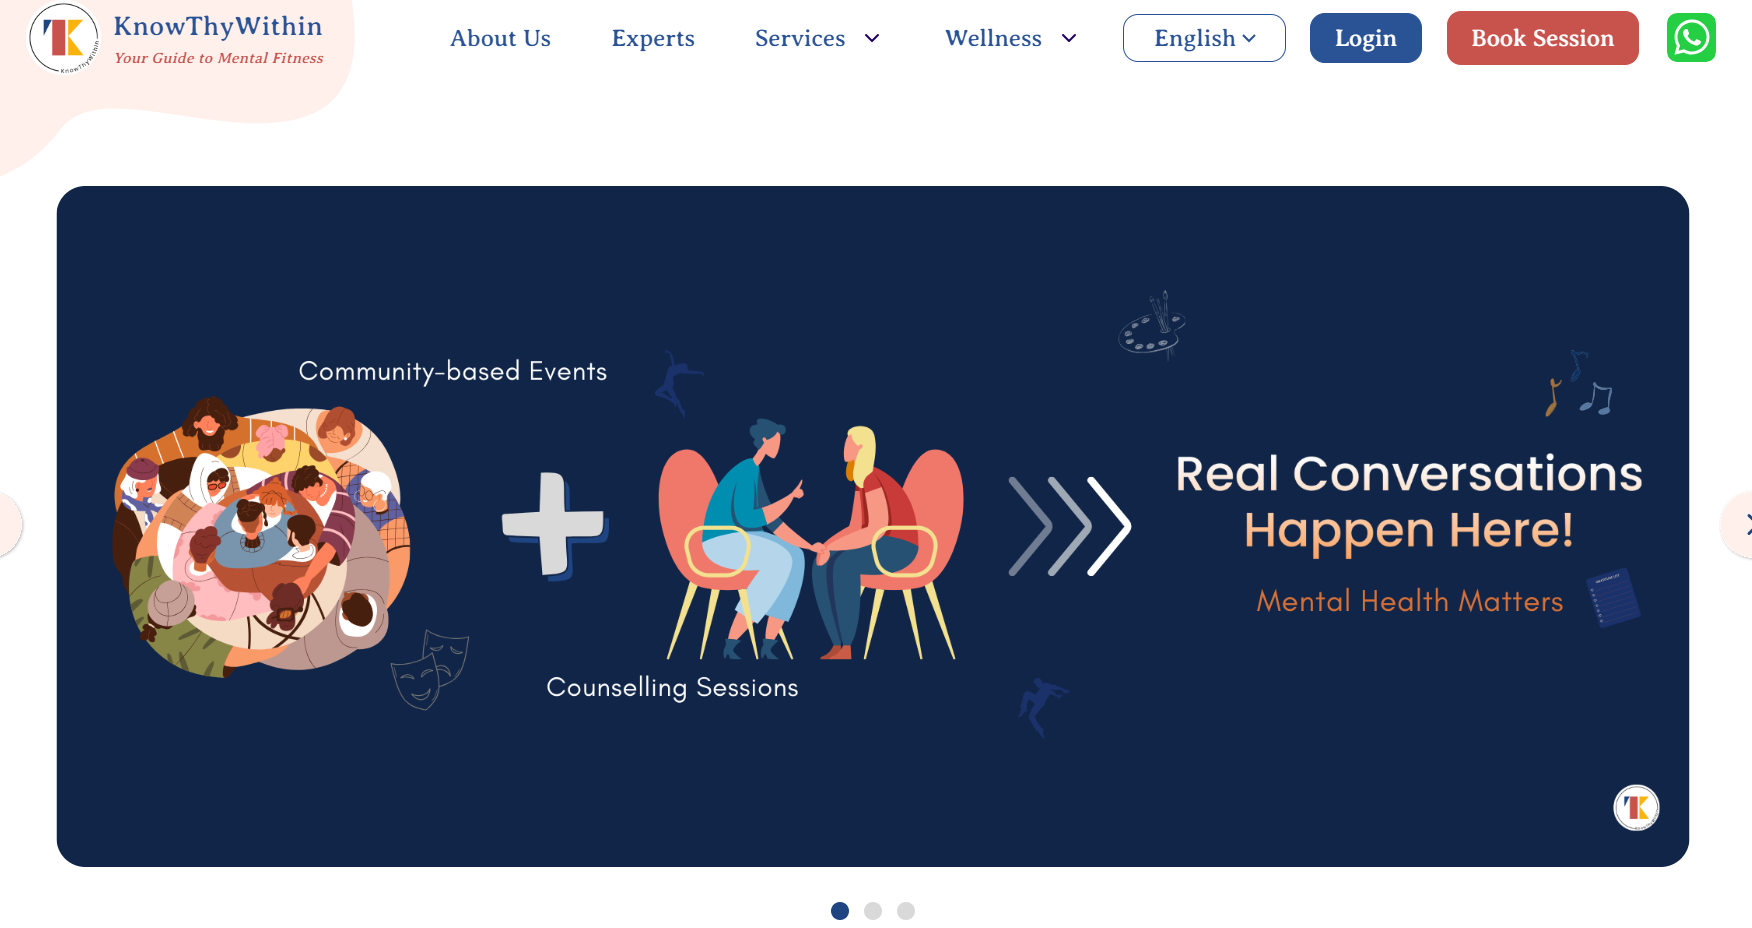 KnowThyWithin
Your Guide to Mental Fitness
KnowThyWithin
About Us
Experts
Services
Wellness
English
Login
Book Session
Community-based Events
Counselling Sessions
Real Conversations
Happen Here!
Mental Health Matters